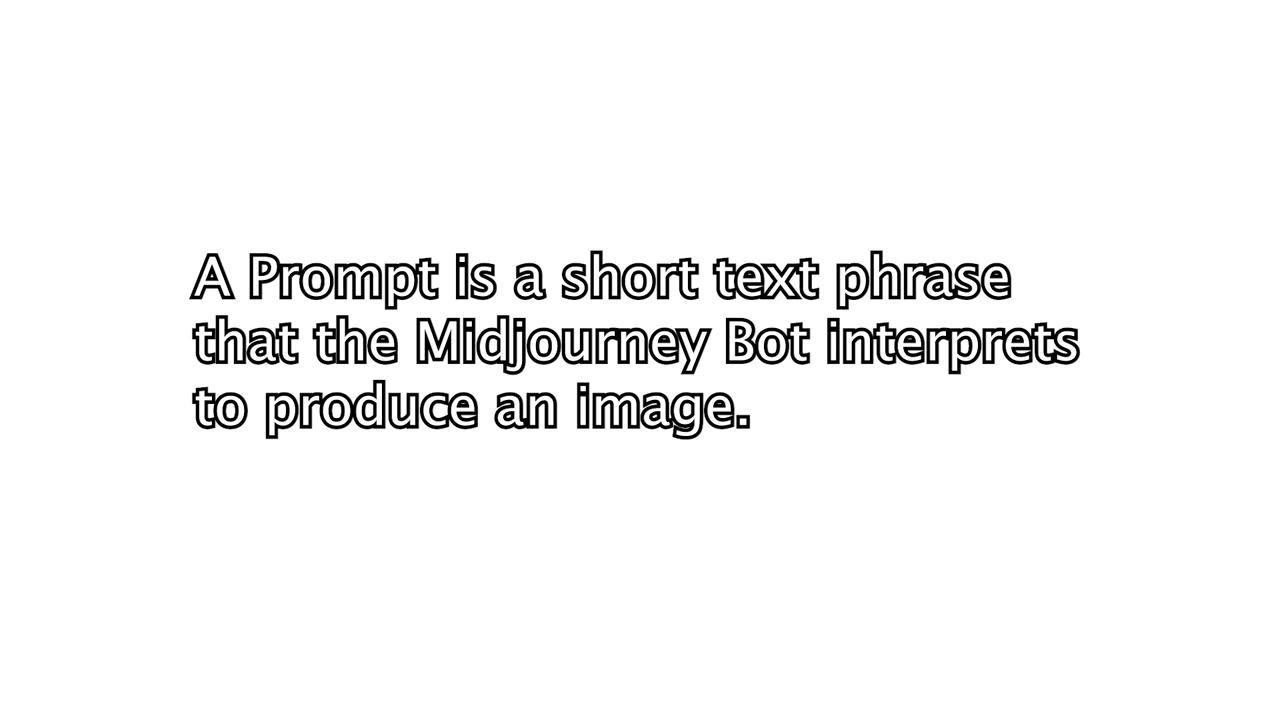 A Prompt is a short text phrase
that the Midjourney Bot interprets
to produce an image.